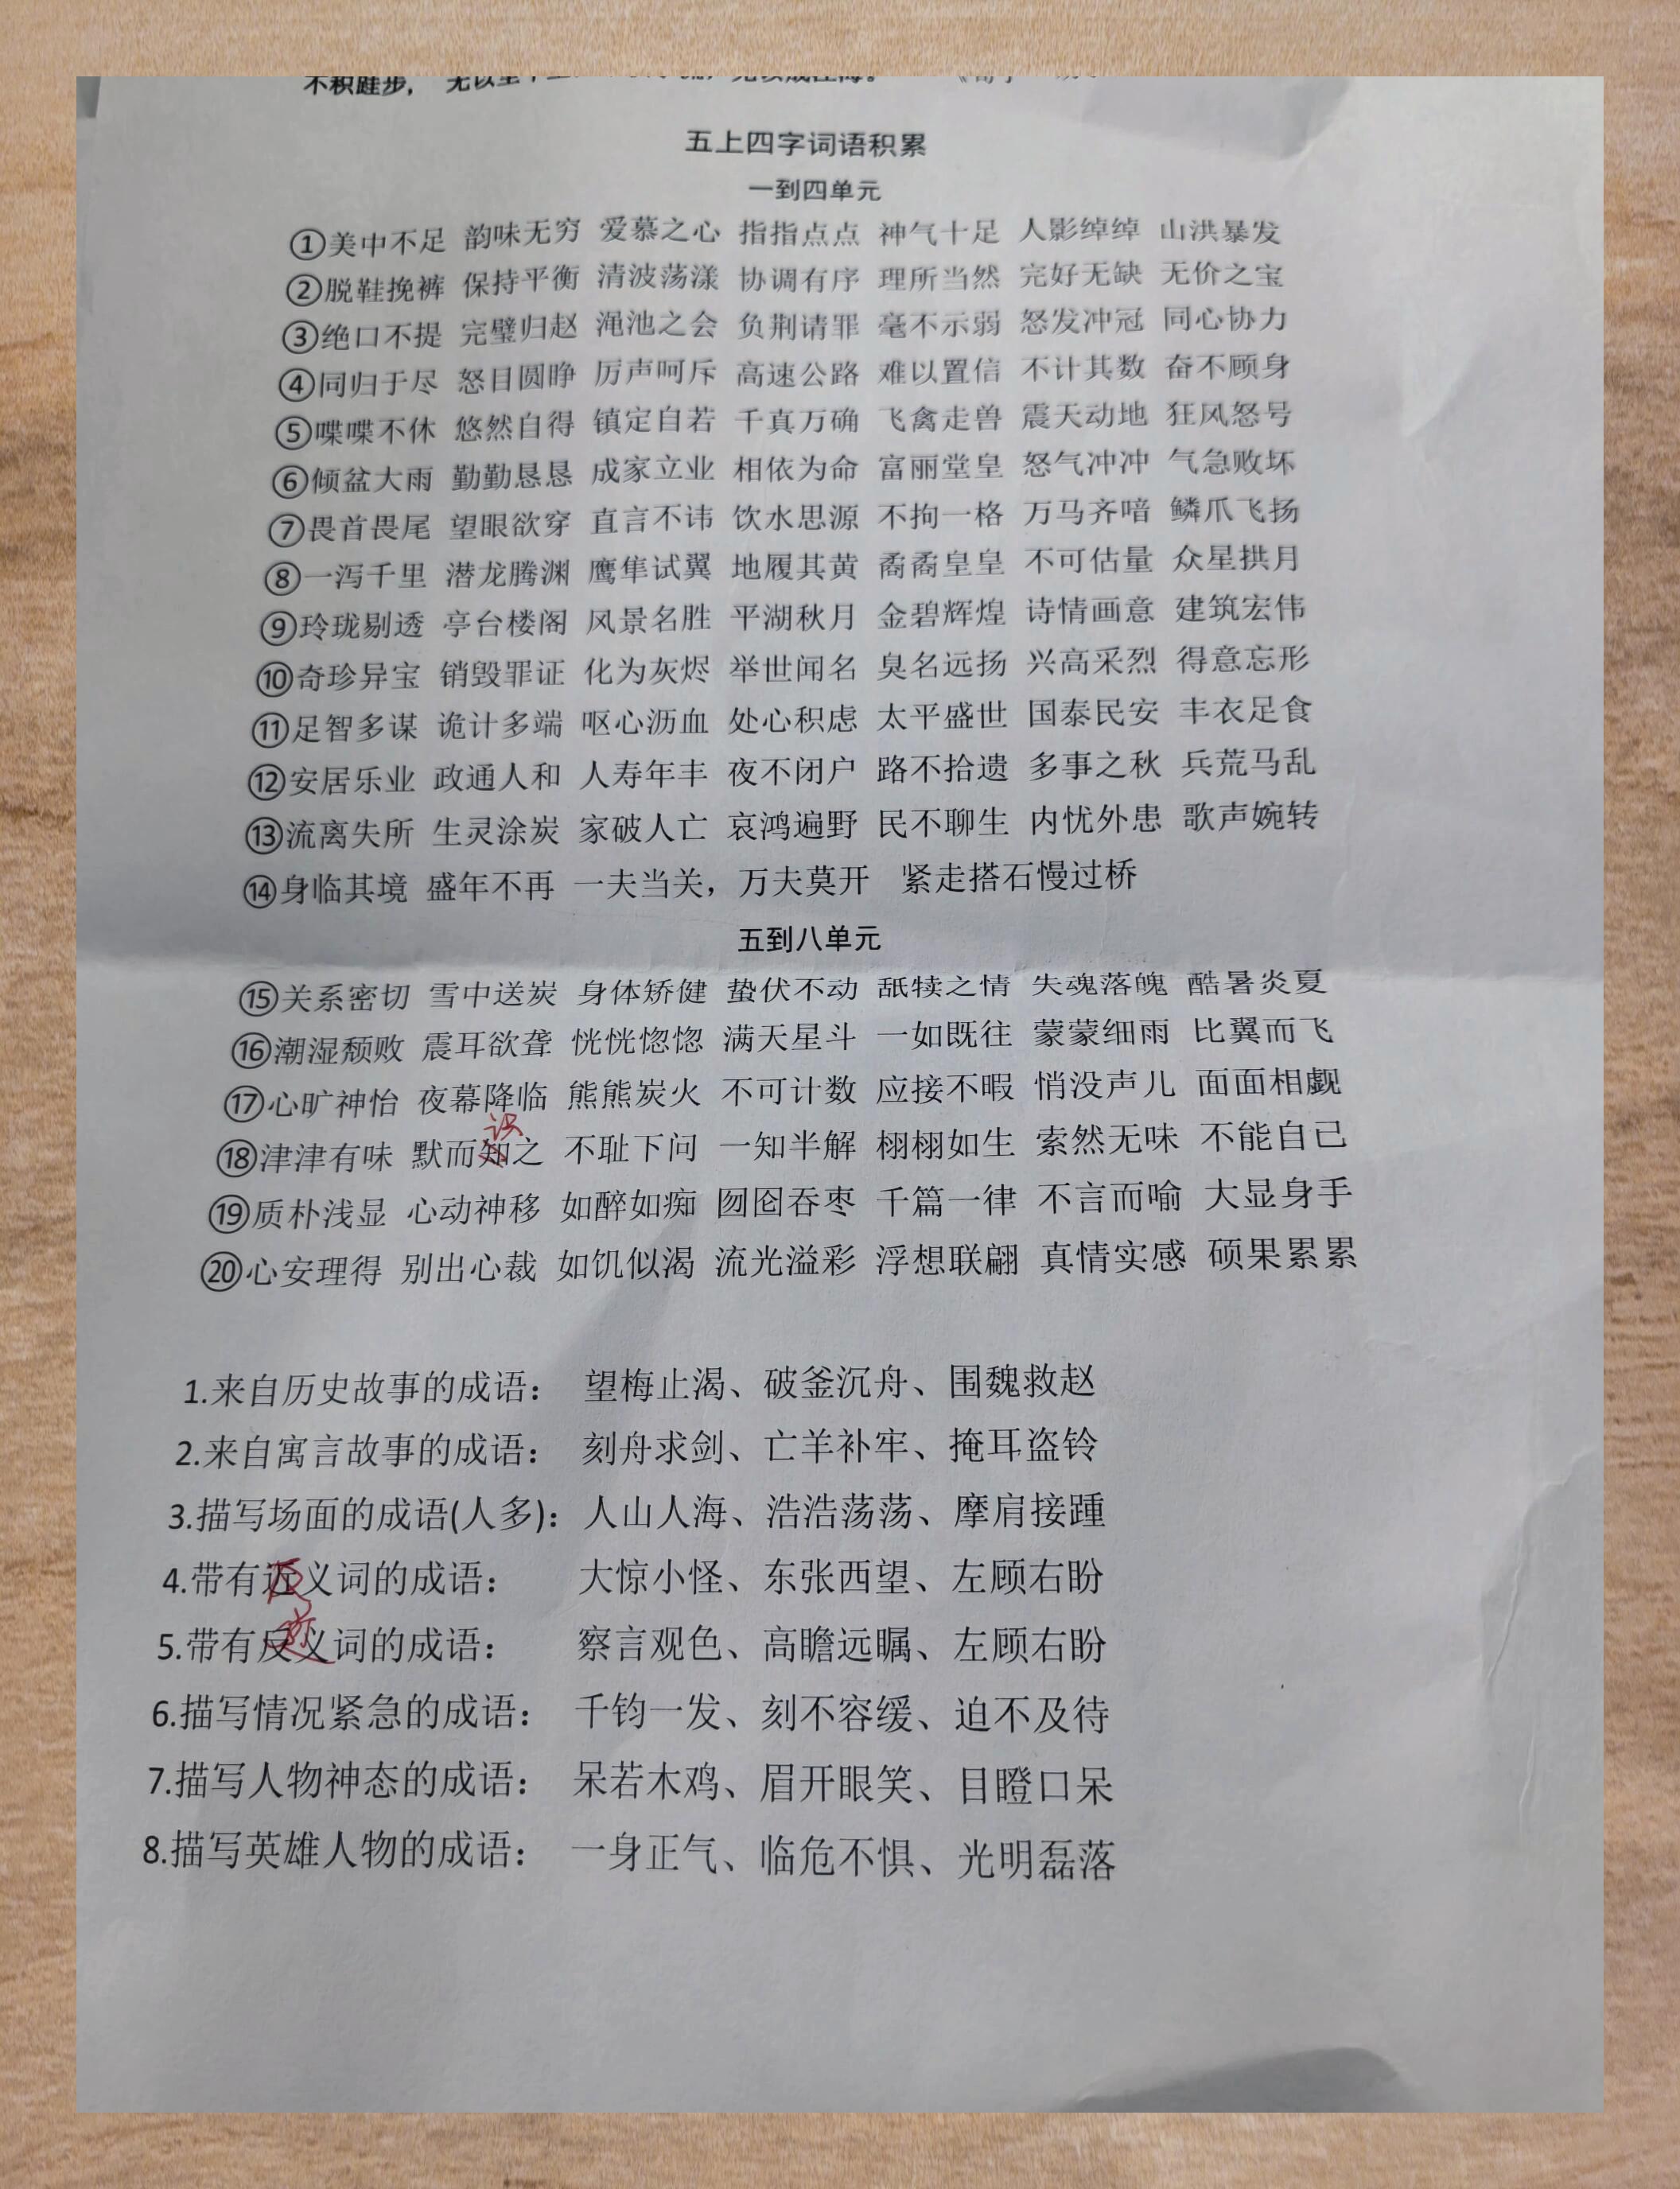 不积跬步，
五上四字词语积累
一到四单元
①美中不足 韵味无穷 爱慕之心 指指点点 神气十足 人影绰绰 山洪暴发
②脱鞋挽裤 保持平衡 清波荡漾 协调有序 理所当然 完好无缺 无价之宝
③绝口不提 完璧归赵 渑池之会 负荆请罪 毫不示弱 怒发冲冠 同心协力
④同归于尽 怒目圆睁 厉声呵斥 高速公路 难以置信 不计其数 奋不顾身
⑤喋喋不休 悠然自得 镇定自若 千真万确 飞禽走兽 震天动地 狂风怒号
⑥倾盆大雨 勤勤恳恳 成家立业 相依为命 富丽堂皇 怒气冲冲 气急败坏
⑦畏首畏尾 望眼欲穿 直言不讳 饮水思源 不拘一格 万马齐喑 鳞爪飞扬
⑧一泻千里 潜龙腾渊 鹰隼试翼 地履其黄 矞矞皇皇 不可估量 众星拱月
⑨玲珑剔透 亭台楼阁 风景名胜 平湖秋月 金碧辉煌 诗情画意 建筑宏伟
⑩奇珍异宝 销毁罪证 化为灰烬 举世闻名 臭名远扬 兴高采烈 得意忘形
⑪足智多谋 诡计多端 呕心沥血 处心积虑 太平盛世 国泰民安 丰衣足食
⑫安居乐业 政通人和 人寿年丰 夜不闭户 路不拾遗 多事之秋 兵荒马乱
⑬流离失所 生灵涂炭 家破人亡 哀鸿遍野 民不聊生 内忧外患 歌声婉转
⑭身临其境 盛年不再 一夫当关，万夫莫开 紧走搭石慢过桥
五到八单元
⑮关系密切 雪中送炭 身体矫健 蛰伏不动 舐犊之情 失魂落魄 酷暑炎夏
⑯潮湿颓败 震耳欲聋 恍恍惚惚 满天星斗 一如既往 蒙蒙细雨 比翼而飞
⑰心旷神怡 夜幕降临 熊熊炭火 不可计数 应接不暇 悄没声儿 面面相觑
识
⑱津津有味 默而知之 不耻下问 一知半解 栩栩如生 索然无味 不能自已
⑲质朴浅显 心动神移 如醉如痴 囫囵吞枣 千篇一律 不言而喻 大显身手
⑳心安理得 别出心裁 如饥似渴 流光溢彩 浮想联翩 真情实感 硕果累累
1.来自历史故事的成语： 望梅止渴、破釜沉舟、围魏救赵
2.来自寓言故事的成语： 刻舟求剑、亡羊补牢、掩耳盗铃
3.描写场面的成语(人多)：人山人海、浩浩荡荡、摩肩接踵
反
4.带有近义词的成语： 大惊小怪、东张西望、左顾右盼
近
5.带有反义词的成语： 察言观色、高瞻远瞩、左顾右盼
6.描写情况紧急的成语： 千钧一发、刻不容缓、迫不及待
7.描写人物神态的成语： 呆若木鸡、眉开眼笑、目瞪口呆
8.描写英雄人物的成语： 一身正气、临危不惧、光明磊落